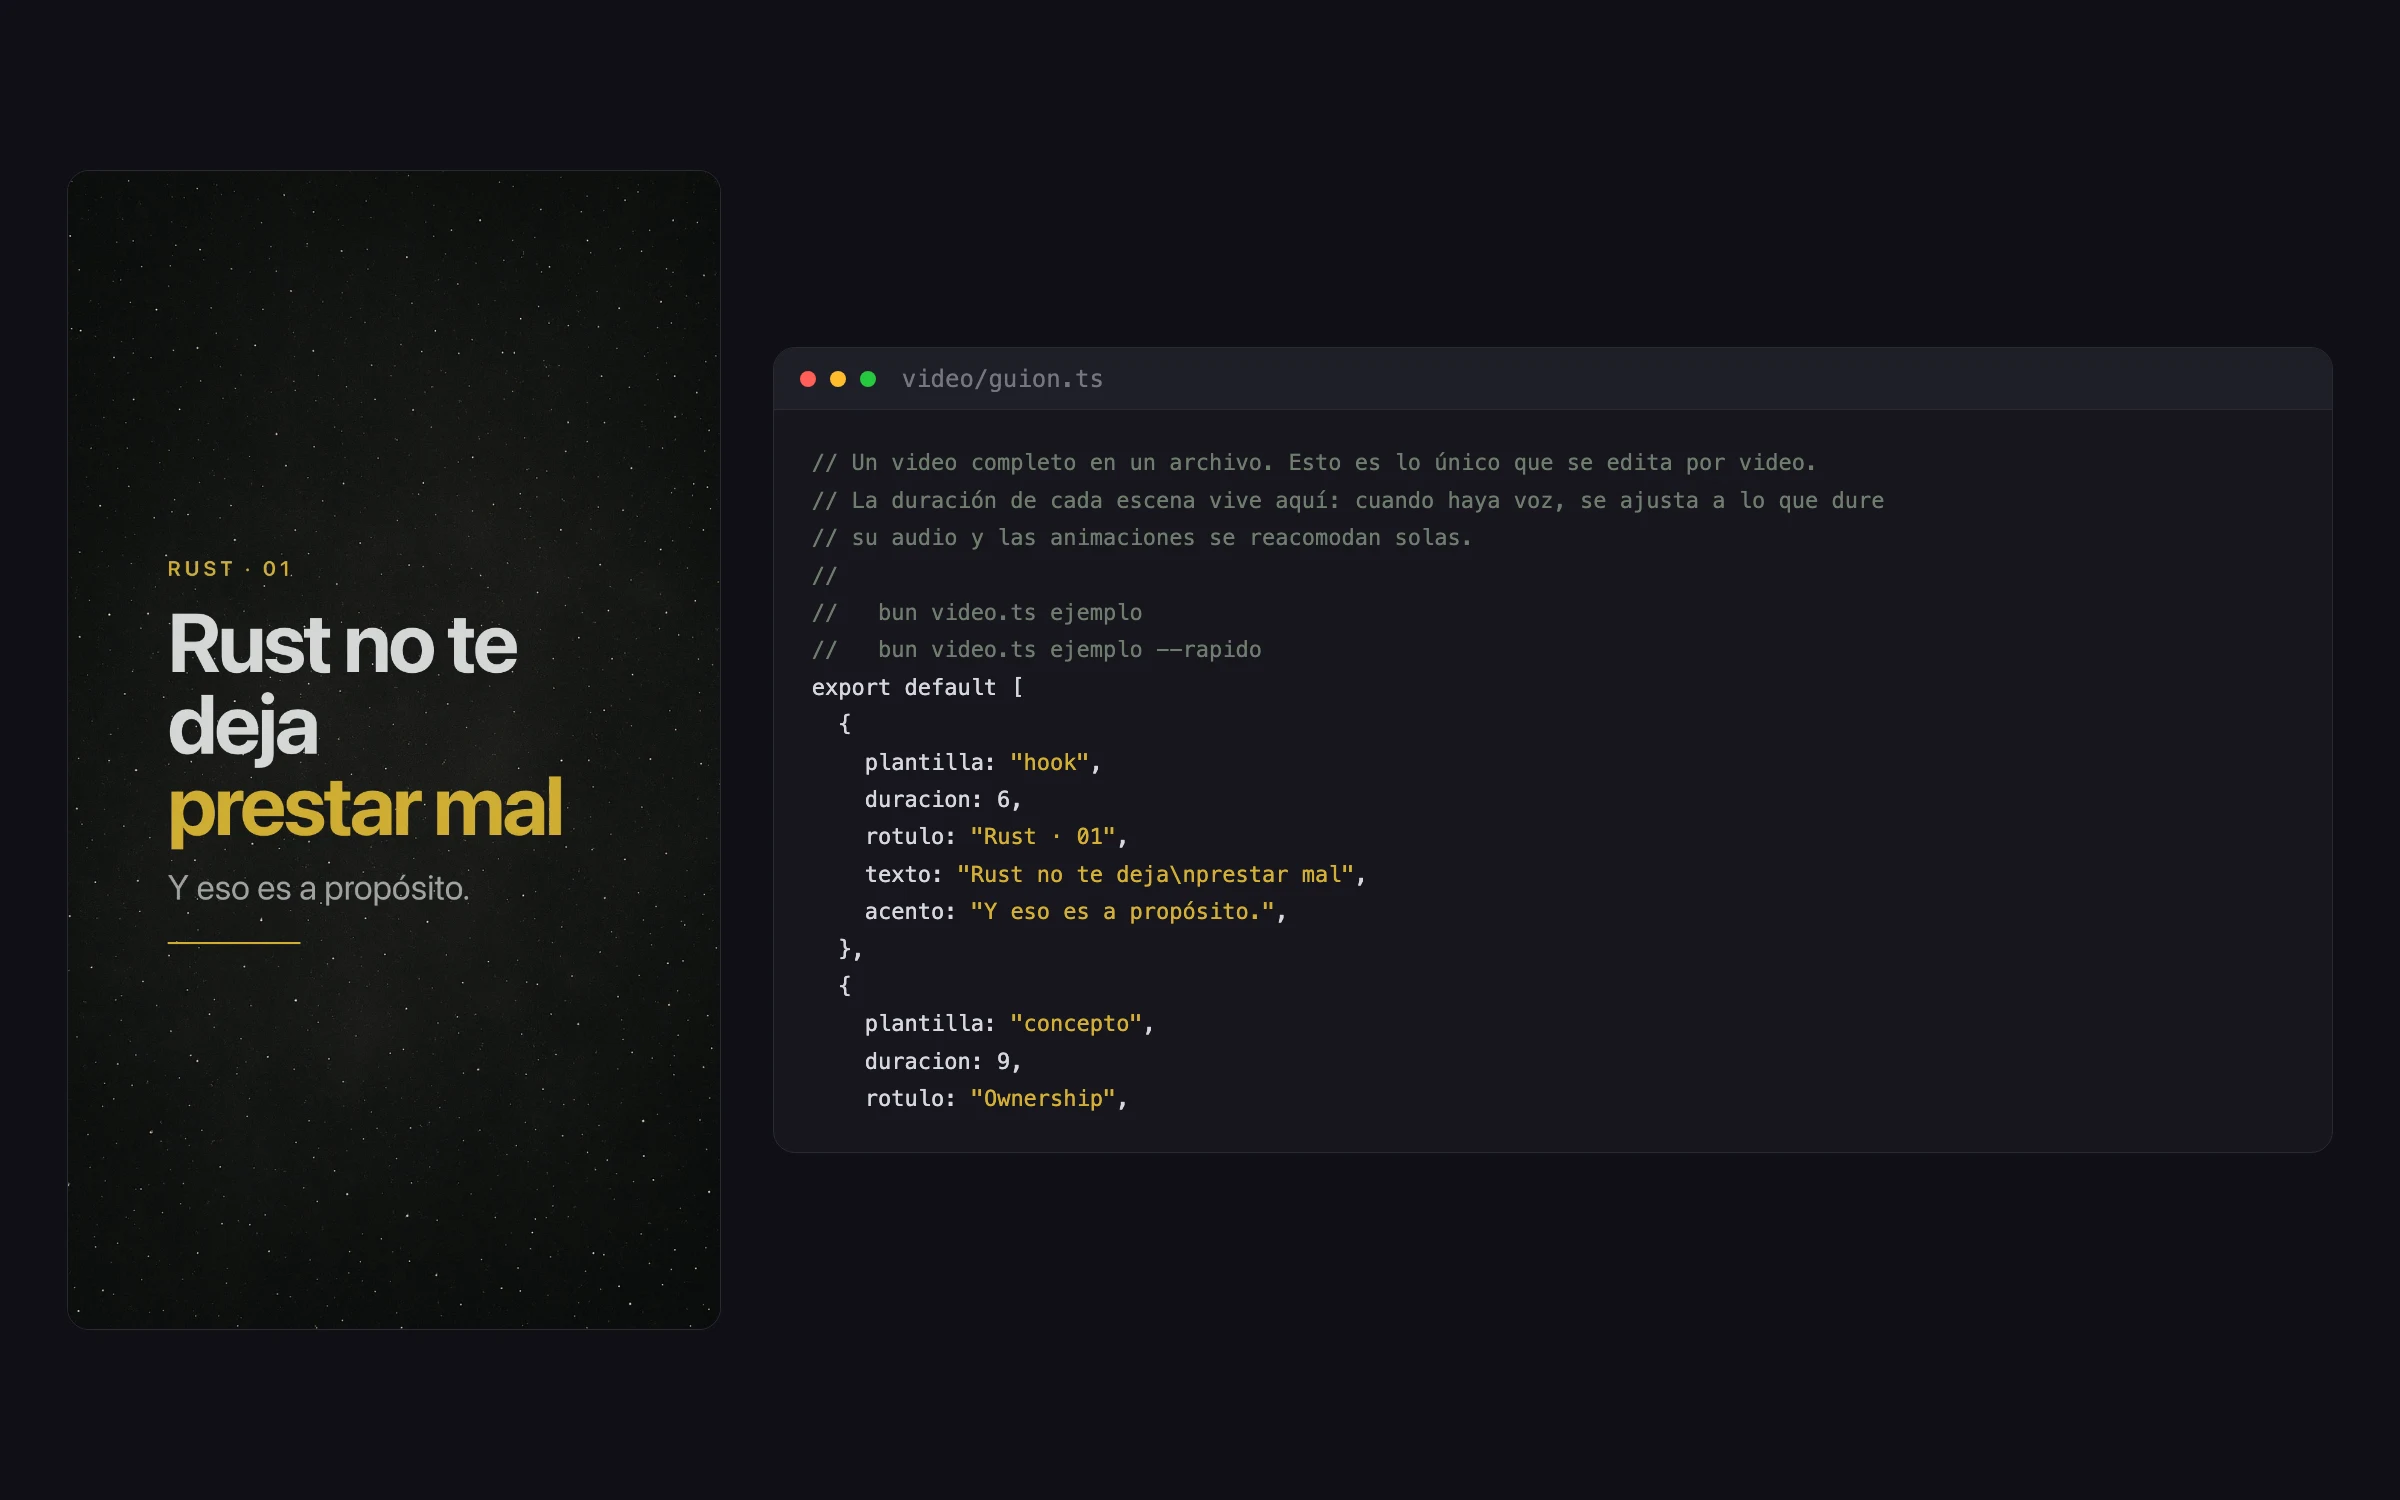 RUST · 01
Rust no te
deja
prestar mal
Y eso es a propósito.
video/guion.ts
// Un video completo en un archivo. Esto es lo único que se edita por video.
// La duración de cada escena vive aquí: cuando haya voz, se ajusta a lo que dure
// su audio y las animaciones se reacomodan solas.
//
//   bun video.ts ejemplo
//   bun video.ts ejemplo --rapido
export default [
  {
    plantilla: "hook",
    duracion: 6,
    rotulo: "Rust · 01",
    texto: "Rust no te deja\nprestar mal",
    acento: "Y eso es a propósito.",
  },
  {
    plantilla: "concepto",
    duracion: 9,
    rotulo: "Ownership",